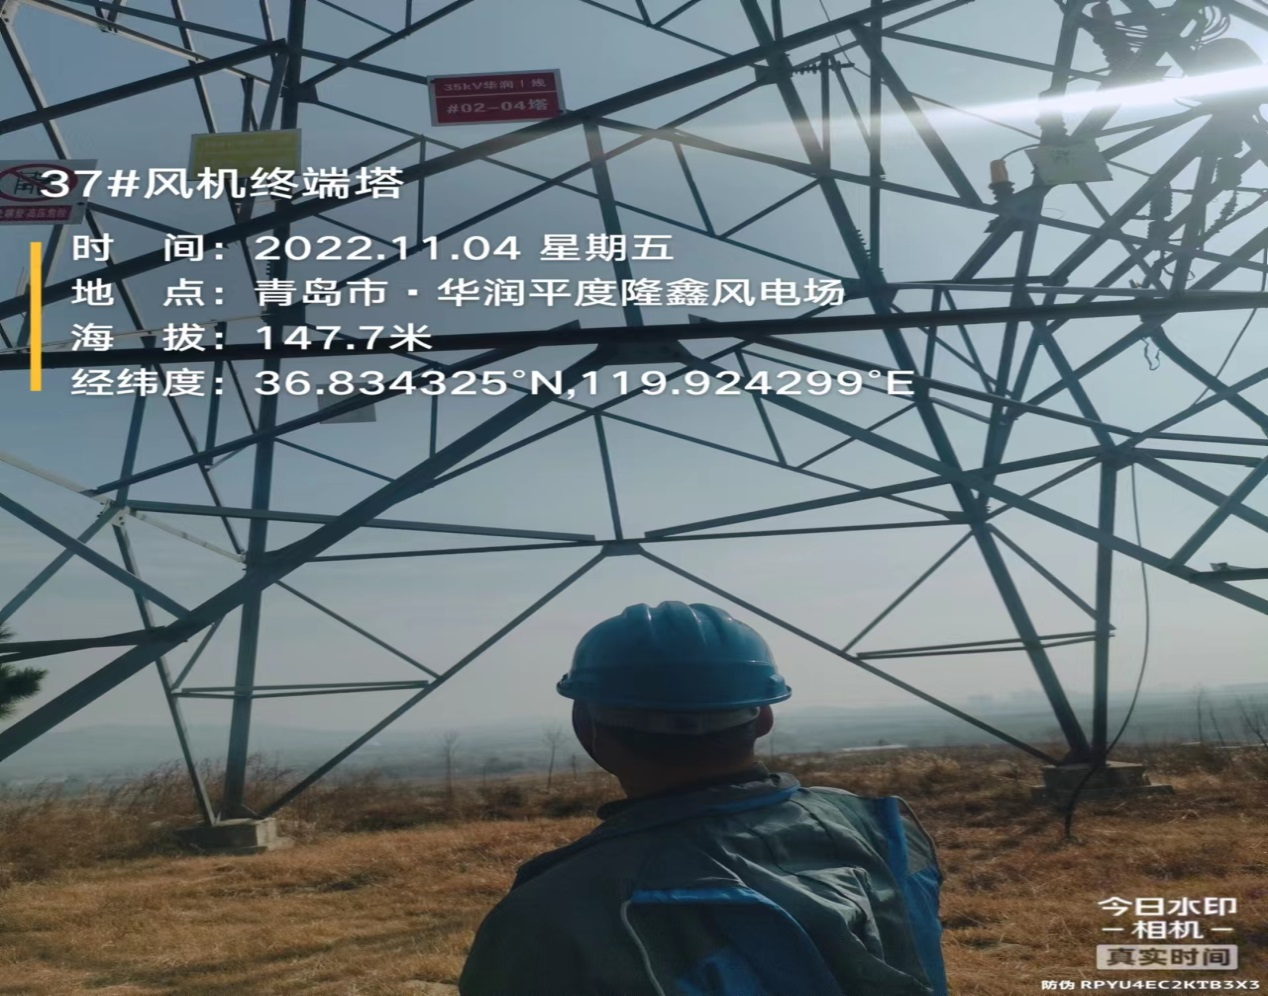 35kV华润Ⅰ线
#02-04塔
37#风机终端塔
时 间：2022.11.04 星期五
地 点：青岛市·华润平度隆鑫风电场
海 拔：147.7米
经纬度：36.834325°N,119.924299°E
今日水印
-相机-
真实时间
防伪 RPYU4EC2KTB3X3